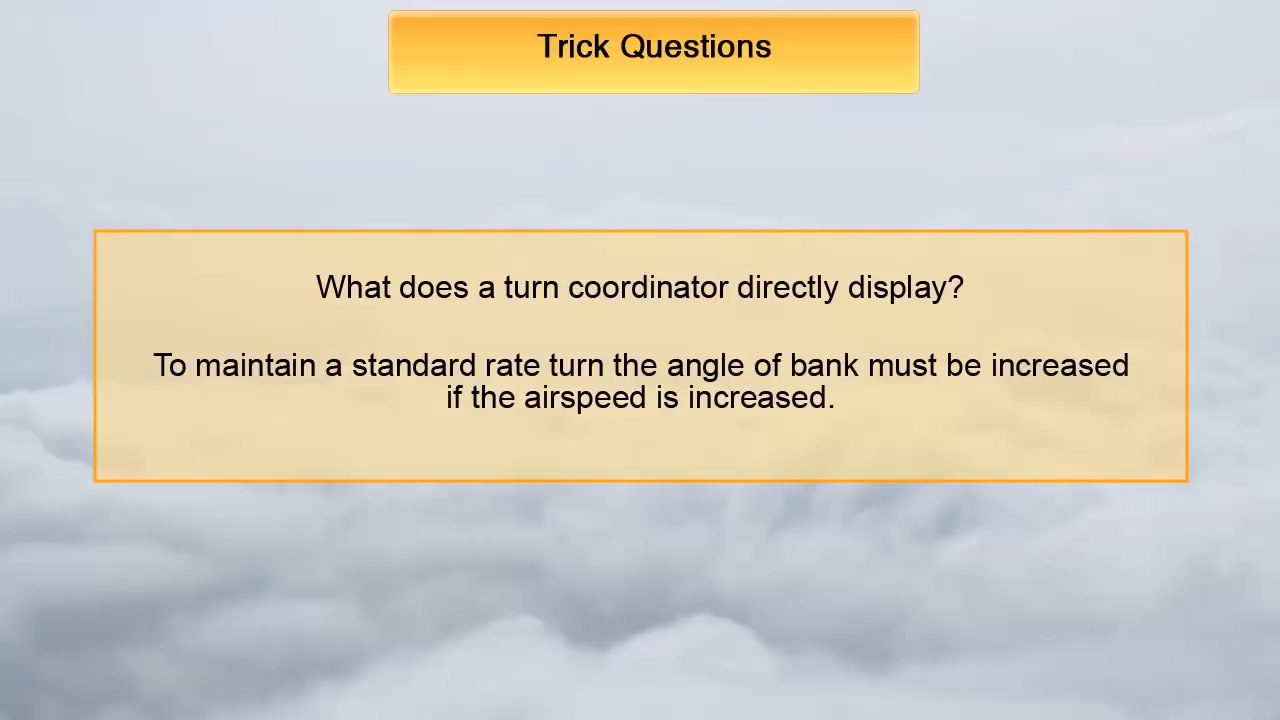 Trick Questions
What does a turn coordinator directly display?
To maintain a standard rate turn the angle of bank must be increased
if the airspeed is increased.